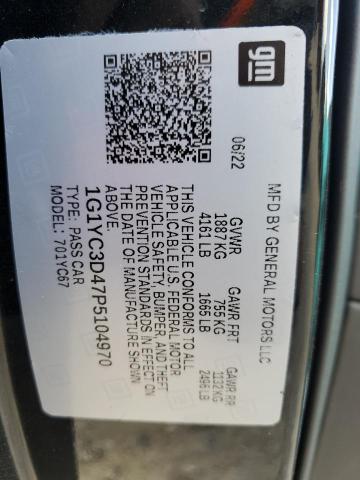 gm
MFD BY GENERAL MOTORS LLC
06/22
GVWR GAWR FRT GAWR RR
1887 KG 755 KG 1132 KG
4161 LB 1665 LB 2496 LB
THIS VEHICLE CONFORMS TO ALL
APPLICABLE U.S. FEDERAL MOTOR
VEHICLE SAFETY, BUMPER, AND THEFT
PREVENTION STANDARDS IN EFFECT ON
THE DATE OF MANUFACTURE SHOWN
ABOVE.
1G1YC3D47P5104970
TYPE: PASS CAR
MODEL: 701YC67